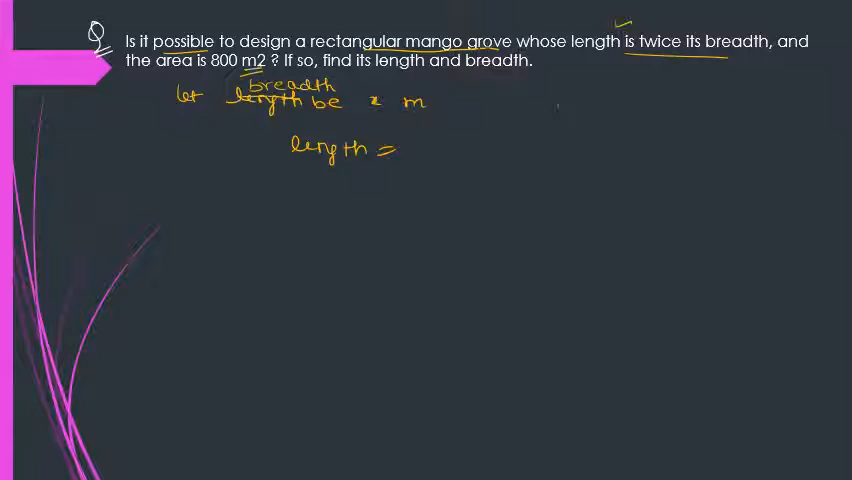 Q
Is it possible to design a rectangular mango grove whose length is twice its breadth, and
the area is 800 m2 ? If so, find its length and breadth.
breadth
let length be x m
length =